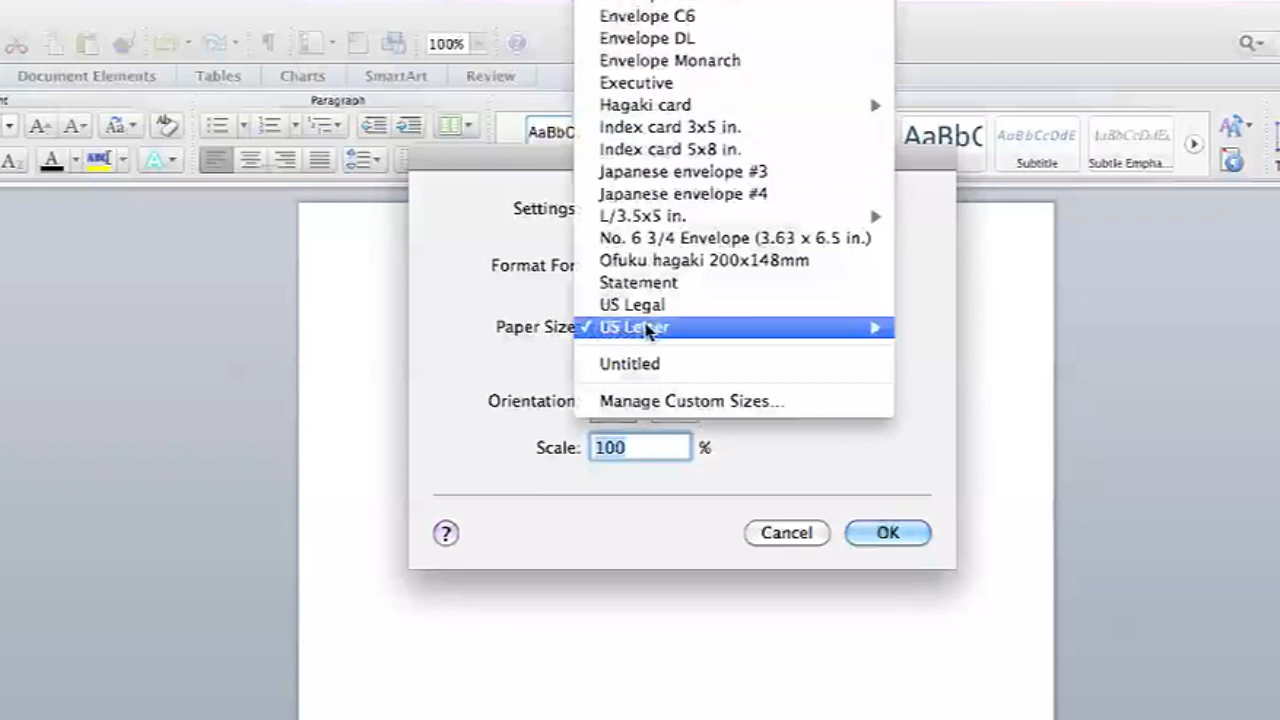 Envelope C6
Envelope DL
100%
Envelope Monarch
Document Elements Tables Charts SmartArt Review
Executive
Paragraph
Hagaki card
Index card 3x5 in.
AaBbC
AaBbC AaBbCcDdE AaBbCcDdEt
Index card 5x8 in.
Subtitle Subtle Empha...
Japanese envelope #3
Japanese envelope #4
Settings:
L/3.5x5 in.
No. 6 3/4 Envelope (3.63 x 6.5 in.)
Format For
Ofuku hagaki 200x148mm
Statement
US Legal
Paper Size
✓ US Letter
Untitled
Orientation
Manage Custom Sizes...
Scale: 100 %
? Cancel OK